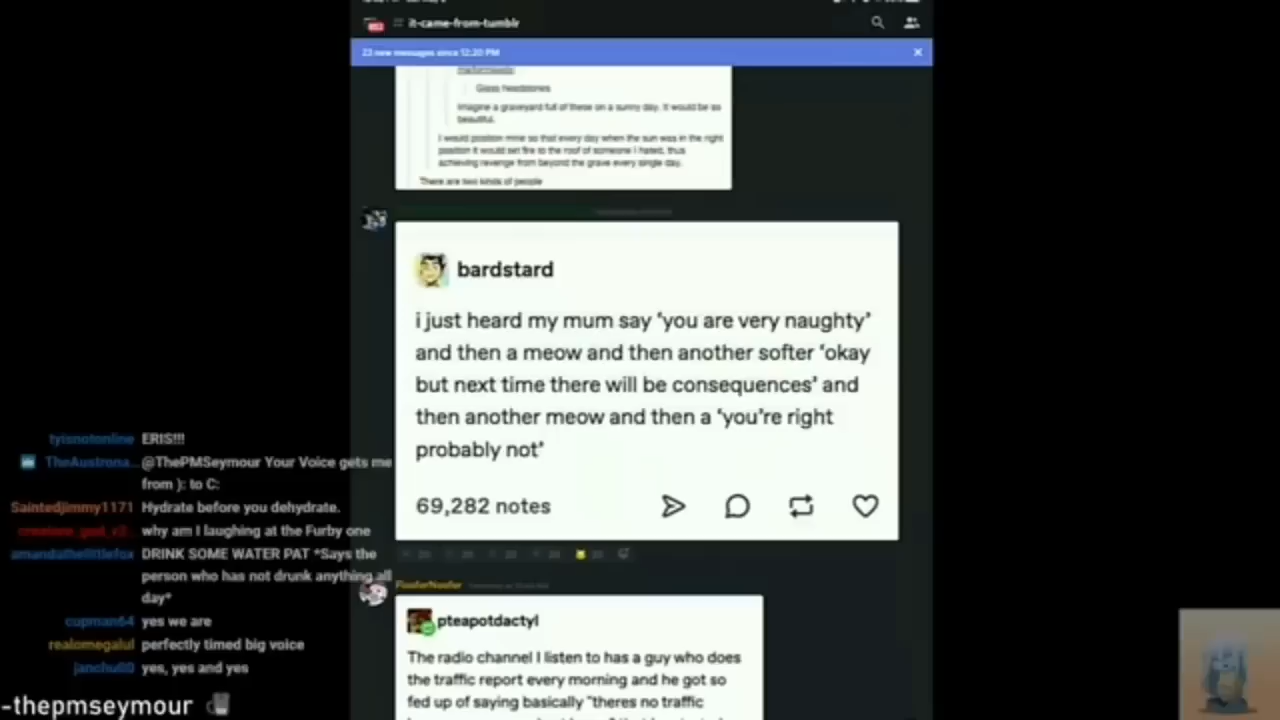 it-came-from-tumblr
23 new messages since 12:20 PM
Glass headstones
Imagine a graveyard full of these on a sunny day. It would be so
beautiful.
I would position mine so that every day when the sun was in the right
position it would set fire to the roof of someone I hated, thus
achieving revenge from beyond the grave every single day.
There are two kinds of people
bardstard
i just heard my mum say 'you are very naughty'
and then a meow and then another softer 'okay
but next time there will be consequences' and
then another meow and then a 'you're right
probably not'
69,282 notes
pteapotdactyl
The radio channel I listen to has a guy who does
the traffic report every morning and he got so
fed up of saying basically "theres no traffic
tyisnotonline ERIS!!!
TheAustrona... @ThePMSeymour Your Voice gets me
from ): to C:
Saintedjimmy1171 Hydrate before you dehydrate.
why am I laughing at the Furby one
amandathelittlefox DRINK SOME WATER PAT *Says the
person who has not drunk anything all
day*
cupman64 yes we are
realomegalul perfectly timed big voice
janchu80 yes, yes and yes
-thepmseymour